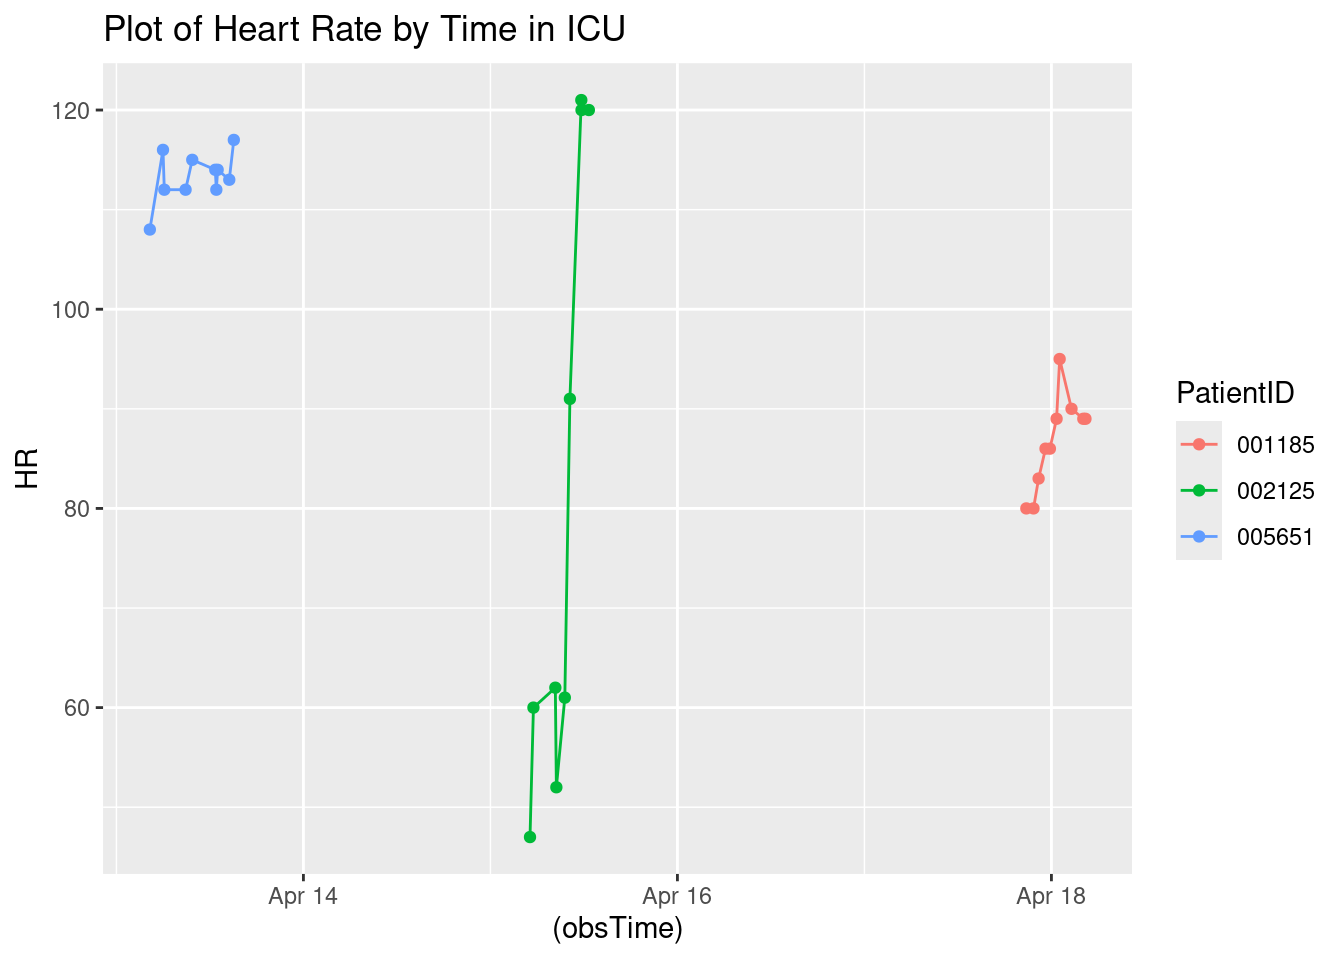 Plot of Heart Rate by Time in ICU
120
100
80
60
HR
Apr 14
Apr 16
Apr 18
(obsTime)
PatientID
001185
002125
005651